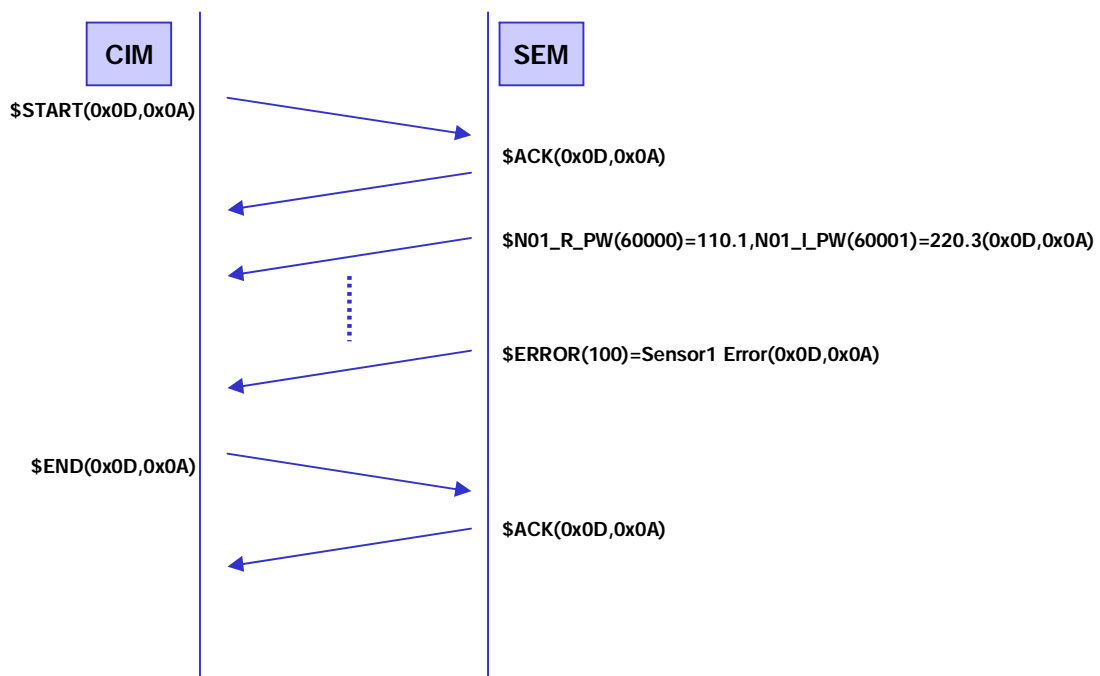 CIM
SEM
$START(0x0D,0x0A)
$ACK(0x0D,0x0A)
$N01_R_PW(60000)=110.1,N01_I_PW(60001)=220.3(0x0D,0x0A)
$ERROR(100)=Sensor1 Error(0x0D,0x0A)
$END(0x0D,0x0A)
$ACK(0x0D,0x0A)